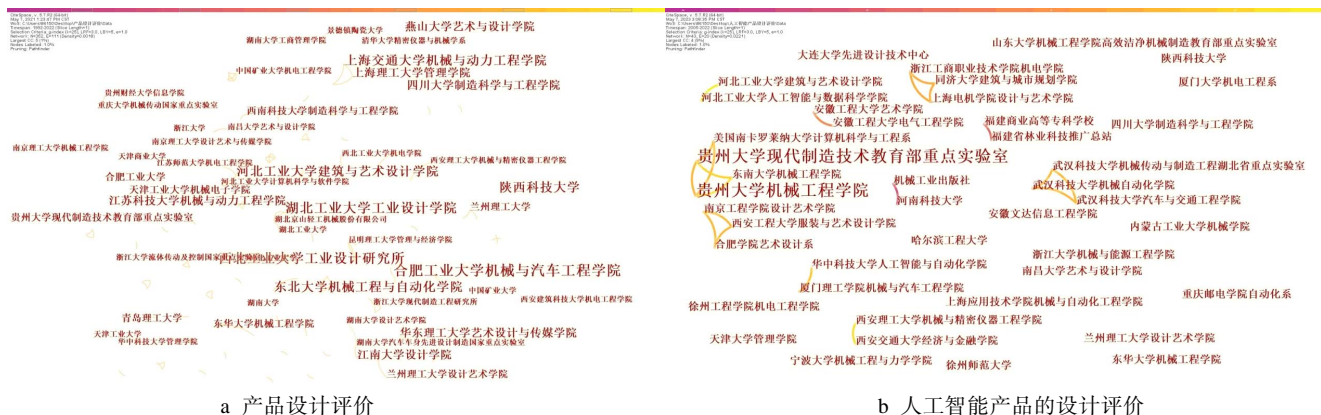 CiteSpace, v. 5.7.R2 (64-bit)
景德镇陶瓷大学
燕山大学艺术与设计学院
湖南大学工商管理学院
清华大学精密仪器与机械学系
上海交通大学机械与动力工程学院
中国矿业大学机电工程学院
上海理工大学管理学院
四川大学制造科学与工程学院
贵州财经大学信息学院
重庆大学机械传动国家重点实验室
西南科技大学制造科学与工程学院
浙江大学
南昌大学艺术与设计学院
南京理工大学机械工程学院
南京理工大学设计艺术与传媒学院
天津商业大学
江苏师范大学机电工程学院
西北工业大学机电学院
西安理工大学机械与精密仪器工程学院
合肥工业大学
河北工业大学建筑与艺术设计学院
河北工业大学计算机科学与软件学院
天津工业大学机械电子学院
陕西科技大学
江苏科技大学机械与动力工程学院
湖北工业大学工业设计学院
兰州理工大学
贵州大学现代制造技术教育部重点实验室
湖北京山轻工机械股份有限公司
湖北工业大学
昆明理工大学管理与经济学院
浙江大学流体传动及控制国家重点实验室
西北工业大学工业设计研究所
合肥工业大学机械与汽车工程学院
东北大学机械工程与自动化学院
中国矿业大学
湖南大学
浙江大学现代制造工程研究所
西安建筑科技大学机电工程学院
青岛理工大学
东华大学机械工程学院
湖南大学设计艺术学院
天津工业大学
华中科技大学管理学院
华东理工大学艺术设计与传媒学院
湖南大学汽车车身先进设计制造国家重点实验室
江南大学设计学院
兰州理工大学设计艺术学院
a 产品设计评价
CiteSpace, v. 5.7.R2 (64-bit)
山东大学机械工程学院高效洁净机械制造教育部重点实验室
大连大学先进设计技术中心
陕西科技大学
浙江工商职业技术学院机电学院
河北工业大学建筑与艺术设计学院
同济大学建筑与城市规划学院
厦门大学机电工程系
河北工业大学人工智能与数据科学学院
上海电机学院设计与艺术学院
安徽工程大学艺术学院
安徽工程大学电气工程学院
福建商业高等专科学校
四川大学制造科学与工程学院
美国南卡罗莱纳大学计算机科学与工程系
福建省林业科技推广总站
贵州大学现代制造技术教育部重点实验室
武汉科技大学机械传动与制造工程湖北省重点实验室
东南大学机械工程学院
机械工业出版社
武汉科技大学机械自动化学院
贵州大学机械工程学院
河南科技大学
武汉科技大学汽车与交通工程学院
南京工程学院设计艺术学院
安徽文达信息工程学院
西安工程大学服装与艺术设计学院
内蒙古工业大学机械学院
合肥学院艺术设计系
哈尔滨工程大学
浙江大学机械与能源工程学院
华中科技大学人工智能与自动化学院
南昌大学艺术与设计学院
厦门理工学院机械与汽车工程学院
重庆邮电学院自动化系
徐州工程学院机电工程学院
上海应用技术学院机械与自动化工程学院
西安理工大学机械与精密仪器工程学院
天津大学管理学院
西安交通大学经济与金融学院
兰州理工大学设计艺术学院
宁波大学机械工程与力学学院
徐州师范大学
东华大学机械工程学院
b 人工智能产品的设计评价